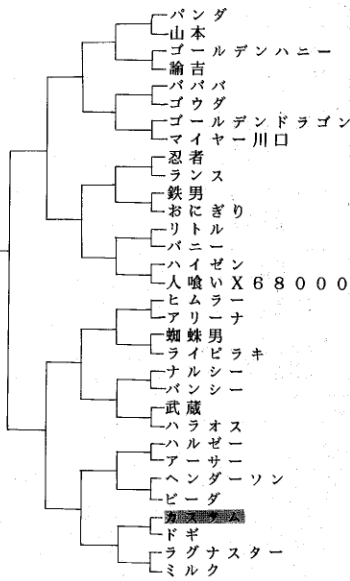 パンダ
山本
ゴールデンハニー
諭吉
ババババ
ゴウダ
ゴールデンドラゴン
マイヤー川口
忍者
ランス
鉄男
おにぎり
リトル
バニー
ハイゼン
人喰いX68000
ヒムラー
アリーナ
蜘蛛男
ライピラキ
ナルシー
バンシー
武蔵
ハラオス
ハルゼー
アーサー
ヘンダーソン
ビーダ
カスサム
ドギ
ラグナスター
ミルク